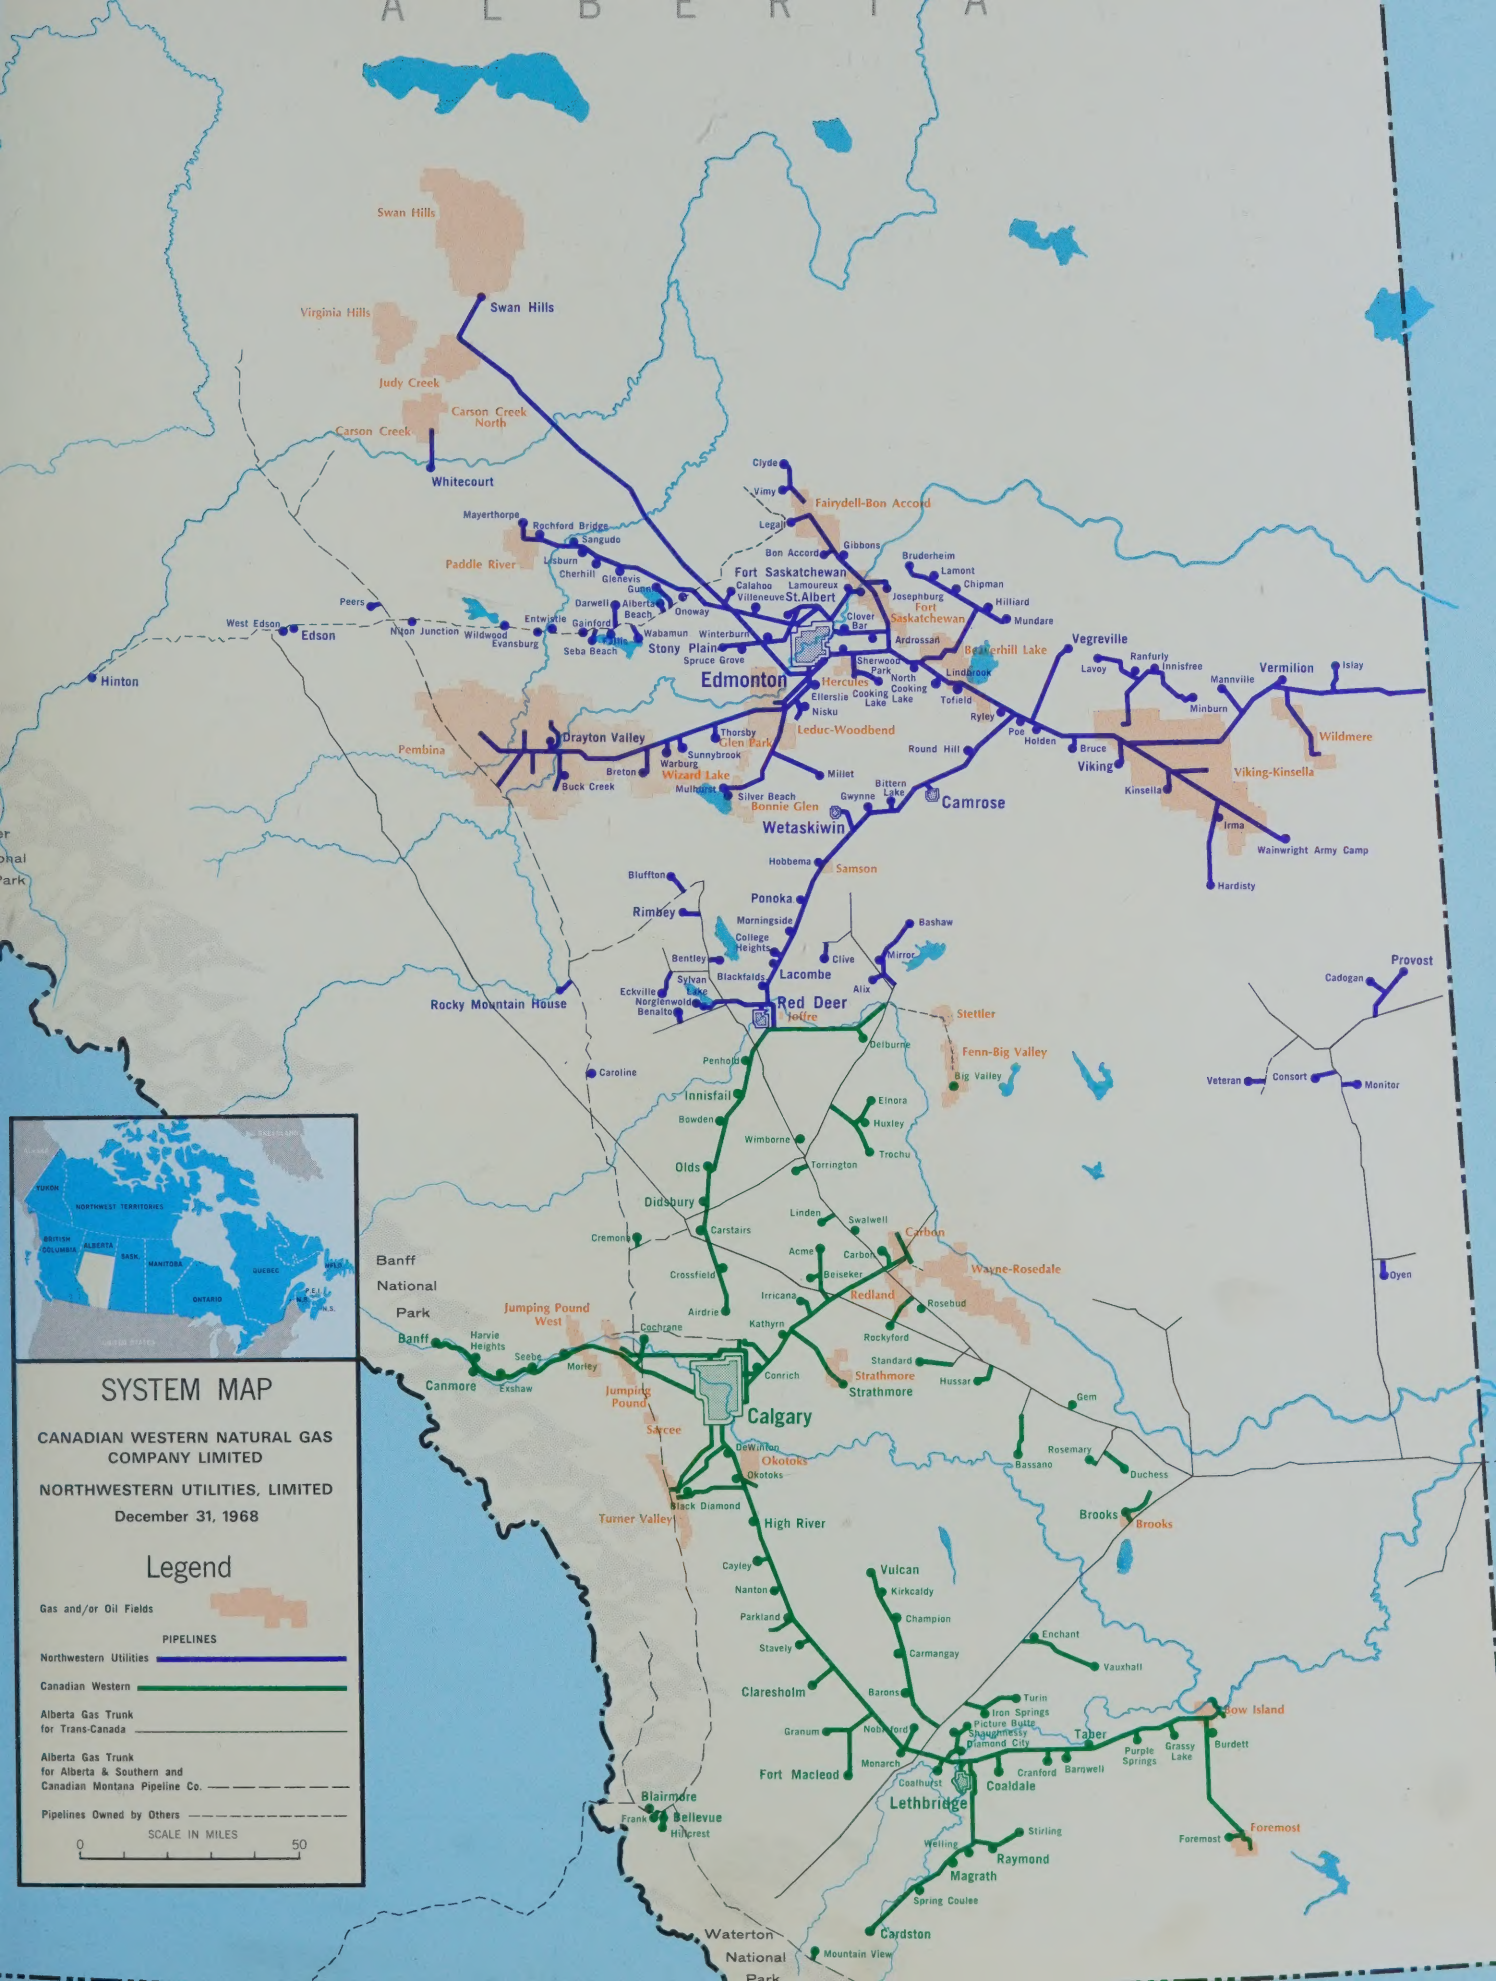 ALBERTA
Swan Hills
Swan Hills
Virginia Hills
Judy Creek
Carson Creek
North
Carson Creek
Whitecourt
Clyde
Vimy
Fairydell-Bon Accord
Legal
Mayerthorpe
Rochford Bridge
Sangudo
Bon Accord
Gibbons
Bruderheim
Paddle River
Lisburn
Cherhill
Glenevis
Gunn
Fort Saskatchewan
Lamont
Chipman
Calahoo
Lamoureux
Villeneuve
St.Albert
Josephburg
Hilliard
Peers
Darwell
Alberta
Beach
Onoway
Fort
Saskatchewan
Mundare
West Edson
Edson
Niton Junction
Wildwood
Entwistle
Evansburg
Gainford
Seba Beach
Fallis
Wabamun
Winterburn
Stony Plain
Spruce Grove
Clover
Bar
Ardrossan
Beaverhill Lake
Vegreville
Hinton
Edmonton
Hercules
Sherwood
Park
Ellerslie
Cooking
Lake
North
Cooking
Lake
Lindbrook
Tofield
Nisku
Lavoy
Ranfurly
Innisfree
Minburn
Mannville
Vermilion
Islay
Pembina
Drayton Valley
Thorsby
Glen Park
Leduc-Woodbend
Sunnybrook
Warburg
Breton
Buck Creek
Wizard Lake
Mulhurst
Silver Beach
Bonnie Glen
Millet
Round Hill
Ryley
Poe
Holden
Bruce
Viking
Viking-Kinsella
Wildmere
Kinsella
Irma
Wainwright Army Camp
Hardisty
Bittern
Lake
Gwynne
Camrose
Wetaskiwin
Hobbema
Samson
Bluffton
Rimbey
Ponoka
Morningside
College
Heights
Bashaw
Mirror
Clive
Alix
Bentley
Sylvan
Lake
Blackfalds
Lacombe
Eckville
Norglenwold
Benalto
Red Deer
Joffre
Rocky Mountain House
Provost
Cadogan
Stettler
Delburne
Fenn-Big Valley
Big Valley
Penhold
Caroline
Veteran
Consort
Monitor
Innisfail
Elnora
Huxley
Trochu
Bowden
Wimborne
Torrington
Olds
Didsbury
Linden
Swalwell
Carstairs
Cremona
Carbon
Carbon
Acme
Beiseker
Wayne-Rosedale
Crossfield
Irricana
Redland
Rosebud
Rockyford
Airdrie
Kathyrn
Oyen
Banff
National
Park
Jumping Pound
West
Cochrane
Banff
Harvie
Heights
Seebe
Morley
Canmore
Exshaw
Jumping
Pound
Conrich
Standard
Strathmore
Strathmore
Hussar
Calgary
Gem
Sarcee
DeWinton
Okotoks
Okotoks
Bassano
Rosemary
Duchess
Black Diamond
Turner Valley
High River
Brooks
Brooks
Cayley
Nanton
Parkland
Stavely
Vulcan
Kirkcaldy
Champion
Carmangay
Enchant
Vauxhall
Claresholm
Barons
Turin
Iron Springs
Picture Butte
Shaughnessy
Diamond City
Granum
Nobleford
Monarch
Fort Macleod
Coalhurst
Coaldale
Lethbridge
Cranford
Barnwell
Taber
Purple
Springs
Grassy
Lake
Bow Island
Burdett
Foremost
Foremost
Blairmore
Frank
Bellevue
Hillcrest
Stirling
Welling
Raymond
Magrath
Spring Coulee
Cardston
Mountain View
Waterton
National
Park
er
onal
Park
YUKON
NORTHWEST TERRITORIES
BRITISH
COLUMBIA
ALBERTA
SASK.
MANITOBA
ONTARIO
QUEBEC
NFLD.
P.E.I.
N.B.
N.S.
UNITED STATES
SYSTEM MAP
CANADIAN WESTERN NATURAL GAS
COMPANY LIMITED
NORTHWESTERN UTILITIES, LIMITED
December 31, 1968
Legend
Gas and/or Oil Fields
PIPELINES
Northwestern Utilities
Canadian Western
Alberta Gas Trunk
for Trans-Canada
Alberta Gas Trunk
for Alberta & Southern and
Canadian Montana Pipeline Co.
Pipelines Owned by Others
SCALE IN MILES
0 50